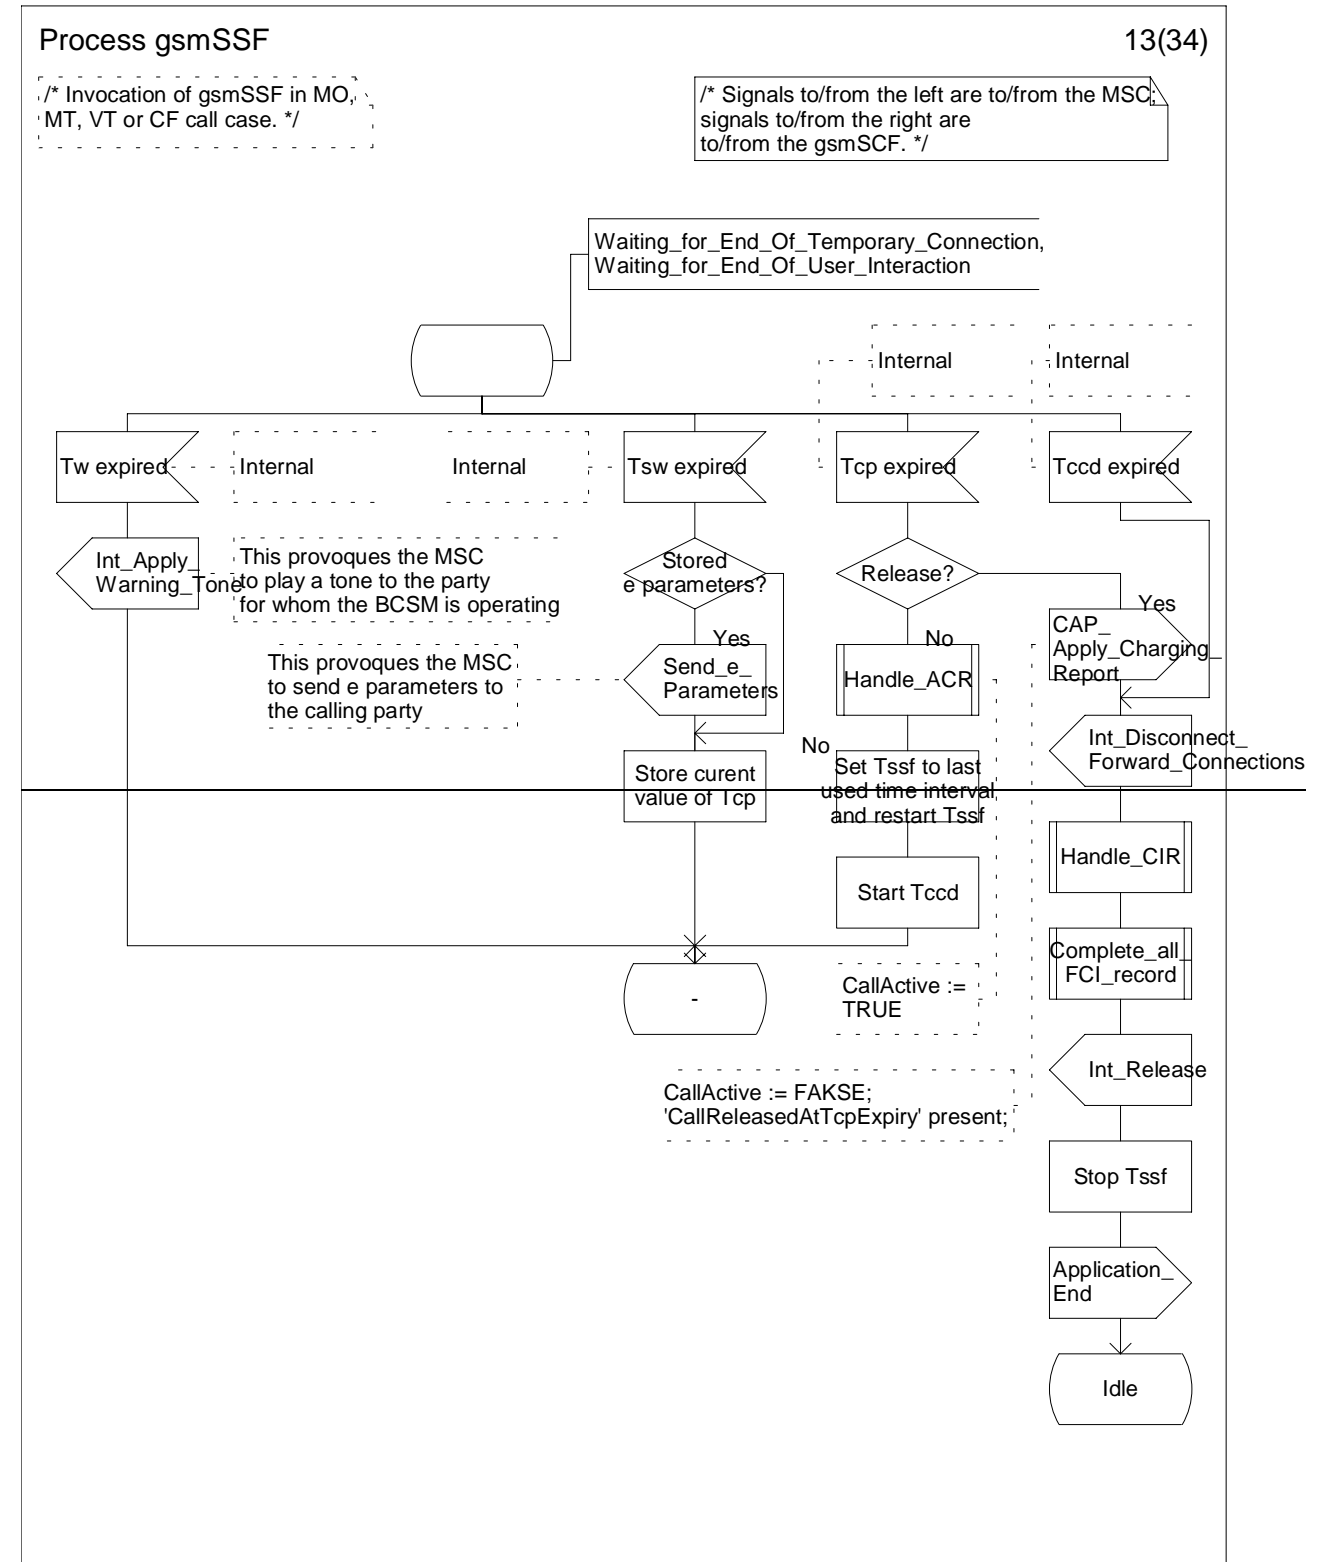 Process gsmSSF
13(34)
/* Invocation of gsmSSF in MO,
MT, VT or CF call case. */
/* Signals to/from the left are to/from the MSC;
signals to/from the right are
to/from the gsmSCF. */
Waiting_for_End_Of_Temporary_Connection,
Waiting_for_End_Of_User_Interaction
Internal
Internal
Tw expired
Internal
Internal
Tsw expired
Tcp expired
Tccd expired
Int_Apply_
Warning_Tone
This provoques the MSC
to play a tone to the party
for whom the BCSM is operating
Stored
e parameters?
Release?
Yes
No
Yes
This provoques the MSC
to send e parameters to
the calling party
Send_e_
Parameters
Handle_ACR
CAP_
Apply_Charging_
Report
No
Store curent
value of Tcp
Set Tssf to last
used time interval
and restart Tssf
Int_Disconnect_
Forward_Connections
Handle_CIR
Start Tccd
Complete_all_
FCI_record
-
CallActive :=
TRUE
Int_Release
CallActive := FAKSE;
'CallReleasedAtTcpExpiry' present;
Stop Tssf
Application_
End
Idle